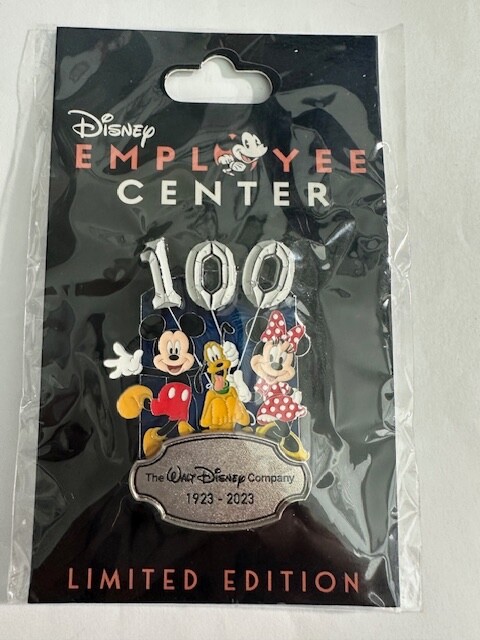 Disney
EMPLOYEE
CENTER
100
The WALT DISNEY Company
1923 - 2023
LIMITED EDITION